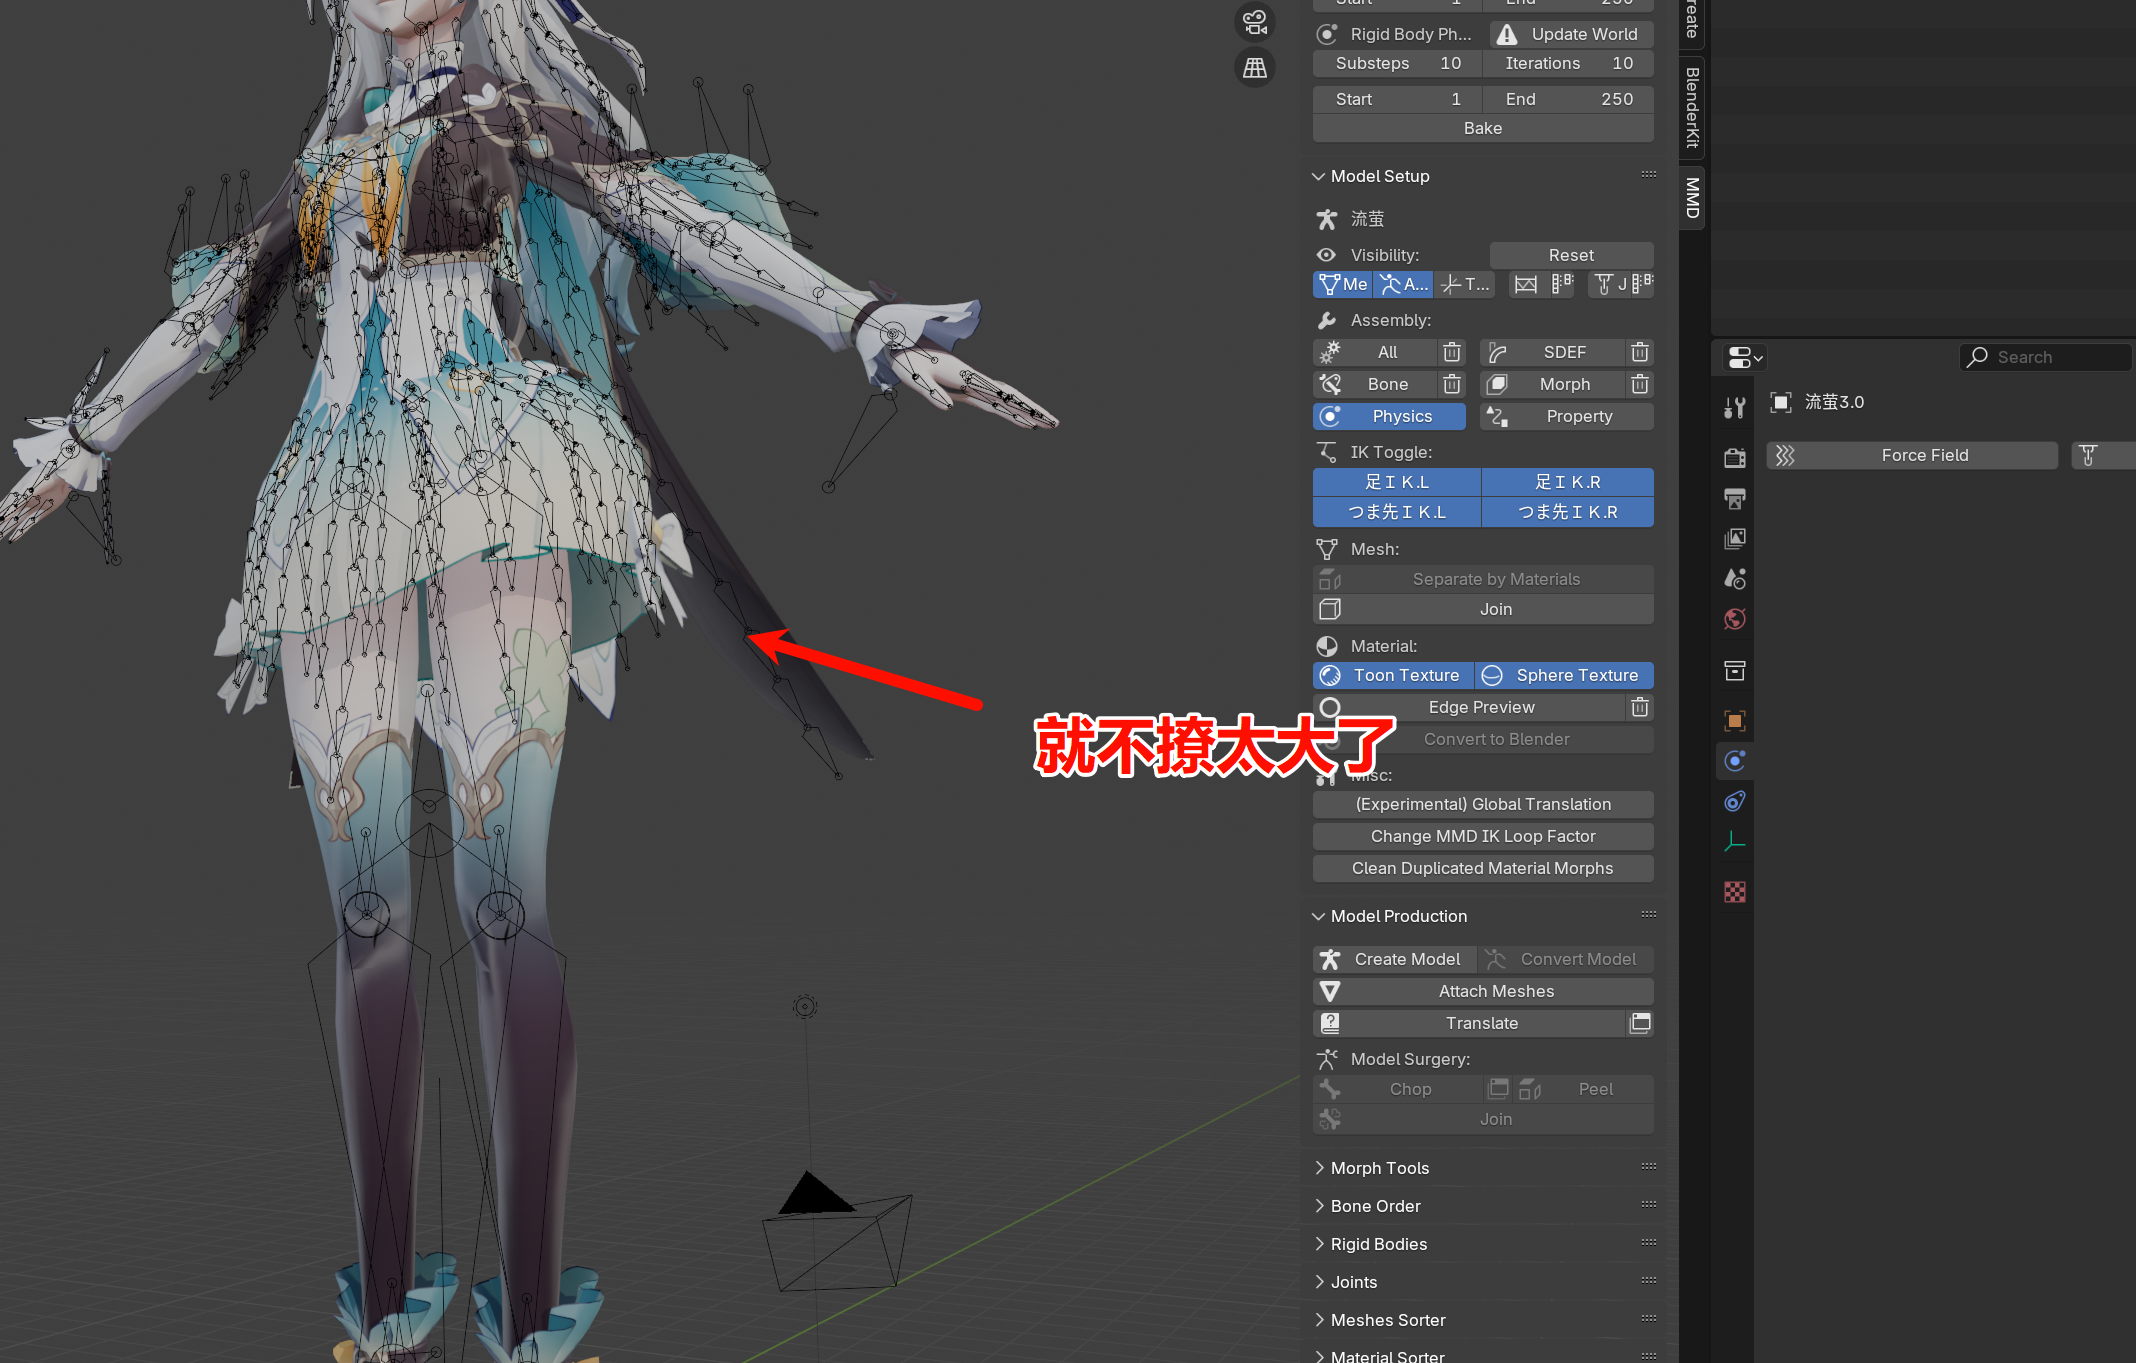 Start 1 End 250
Rigid Body Ph... Update World
Substeps 10 Iterations 10
Start 1 End 250
Bake
Model Setup
流萤
Visibility: Reset
Me A... T... J
Assembly:
All SDEF
Bone Morph
Physics Property
IK Toggle:
足ＩＫ.L 足ＩＫ.R
つま先ＩＫ.L つま先ＩＫ.R
Mesh:
Separate by Materials
Join
Material:
Toon Texture Sphere Texture
Edge Preview
Convert to Blender
就不撩太大了
Misc:
(Experimental) Global Translation
Change MMD IK Loop Factor
Clean Duplicated Material Morphs
Model Production
Create Model Convert Model
Attach Meshes
Translate
Model Surgery:
Chop Peel
Join
Morph Tools
Bone Order
Rigid Bodies
Joints
Meshes Sorter
Material Sorter
reate
BlenderKit
MMD
Search
流萤3.0
Force Field